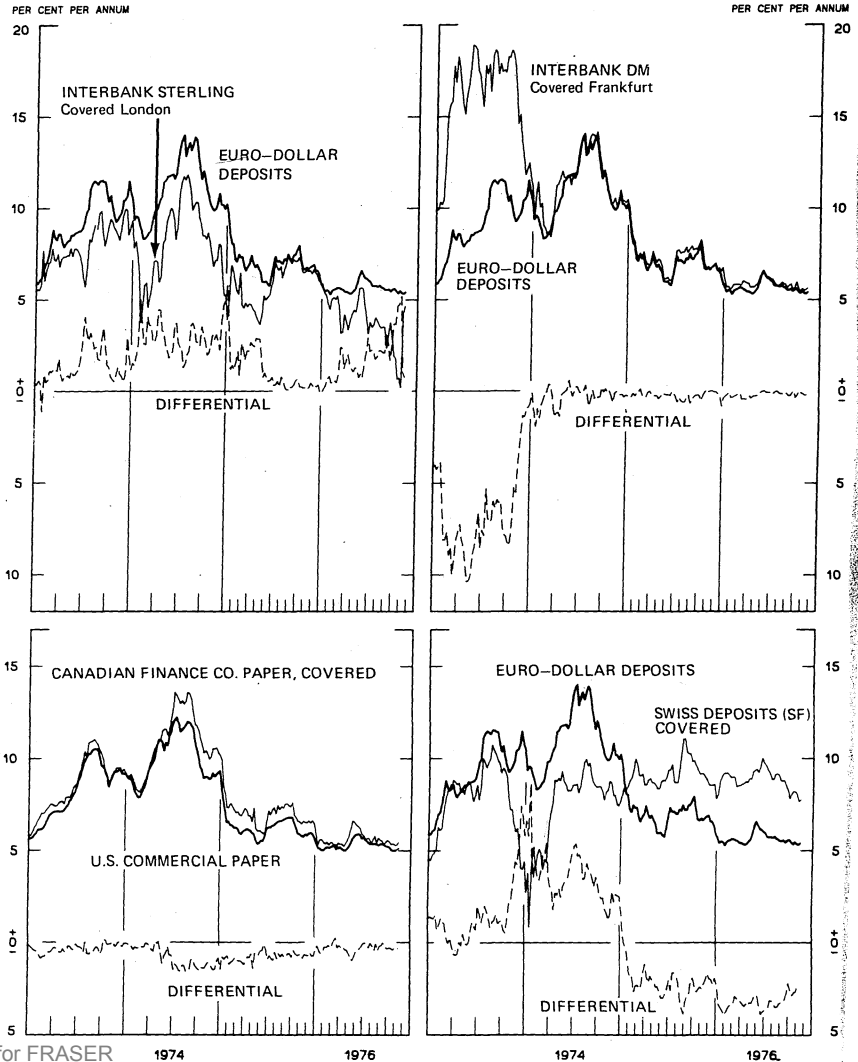 PER CENT PER ANNUM
PER CENT PER ANNUM
20
15
10
5
+
0
−
5
10
INTERBANK STERLING
Covered London
EURO–DOLLAR
DEPOSITS
DIFFERENTIAL
INTERBANK DM
Covered Frankfurt
EURO–DOLLAR
DEPOSITS
DIFFERENTIAL
20
15
10
5
+
0
−
5
10
15
10
5
+
0
−
5
CANADIAN FINANCE CO. PAPER, COVERED
U.S. COMMERCIAL PAPER
DIFFERENTIAL
1974
1976
EURO–DOLLAR DEPOSITS
SWISS DEPOSITS (SF)
COVERED
DIFFERENTIAL
15
10
5
+
0
−
5
1974
1976
for FRASER